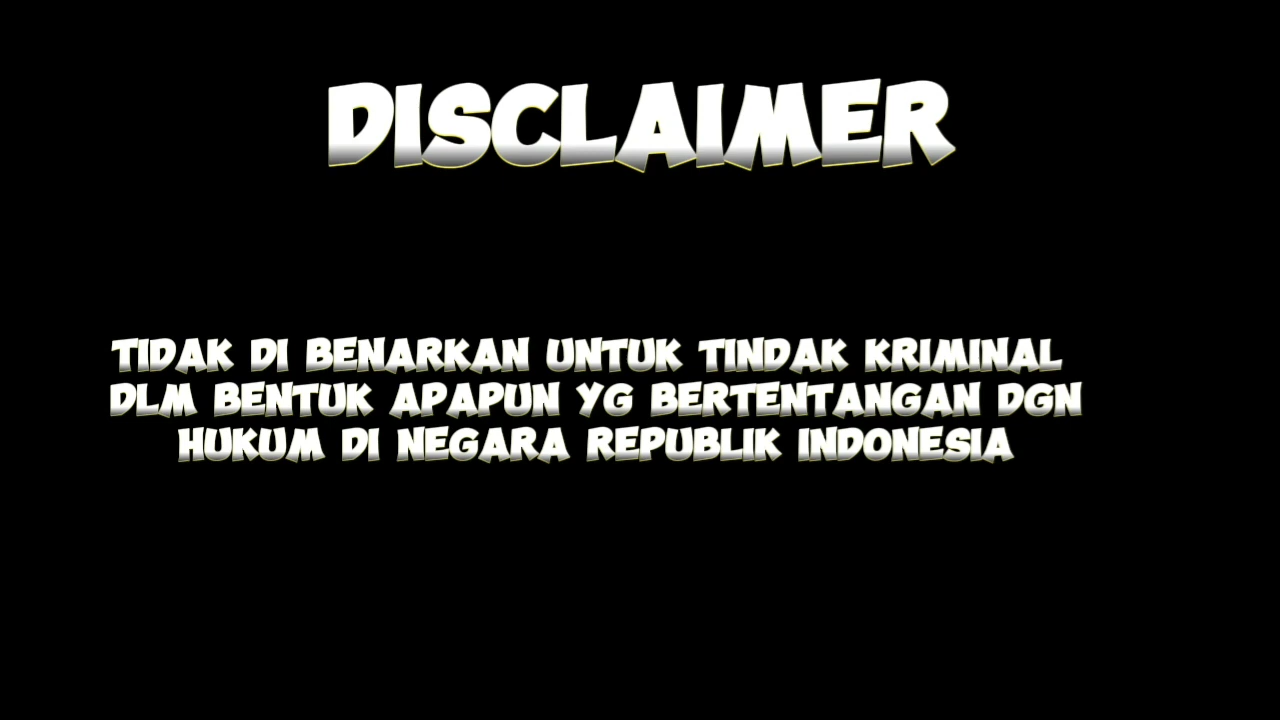 DISCLAIMER
TIDAK DI BENARKAN UNTUK TINDAK KRIMINAL
DLM BENTUK APAPUN YG BERTENTANGAN DGN
HUKUM DI NEGARA REPUBLIK INDONESIA